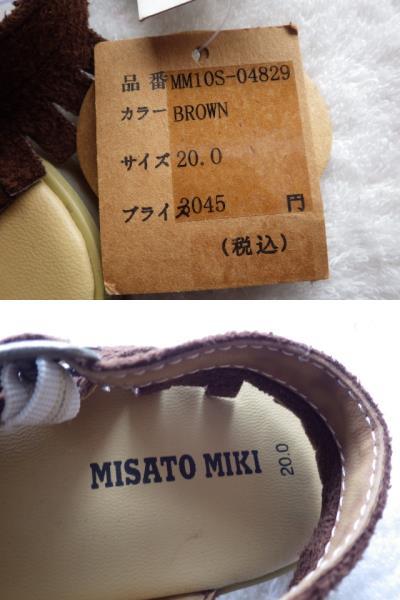 品番 MM10S-04829
カラー BROWN
サイズ 20.0
プライス 3045 円
(税込)
MISATO MIKI
20.0